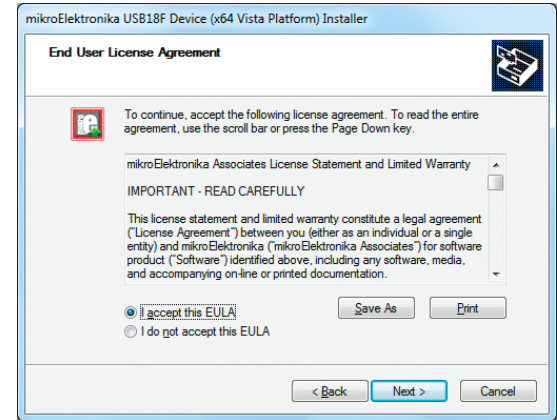 mikroElektronika USB18F Device (x64 Vista Platform) Installer
End User License Agreement
To continue, accept the following license agreement. To read the entire
agreement, use the scroll bar or press the Page Down key.
mikroElektronika Associates License Statement and Limited Warranty
IMPORTANT - READ CAREFULLY
This license statement and limited warranty constitute a legal agreement
("License Agreement") between you (either as an individual or a single
entity) and mikroElektronika ("mikroElektronika Associates") for software
product ("Software") identified above, including any software, media,
and accompanying on-line or printed documentation.
I accept this EULA
Save As
Print
I do not accept this EULA
< Back
Next >
Cancel